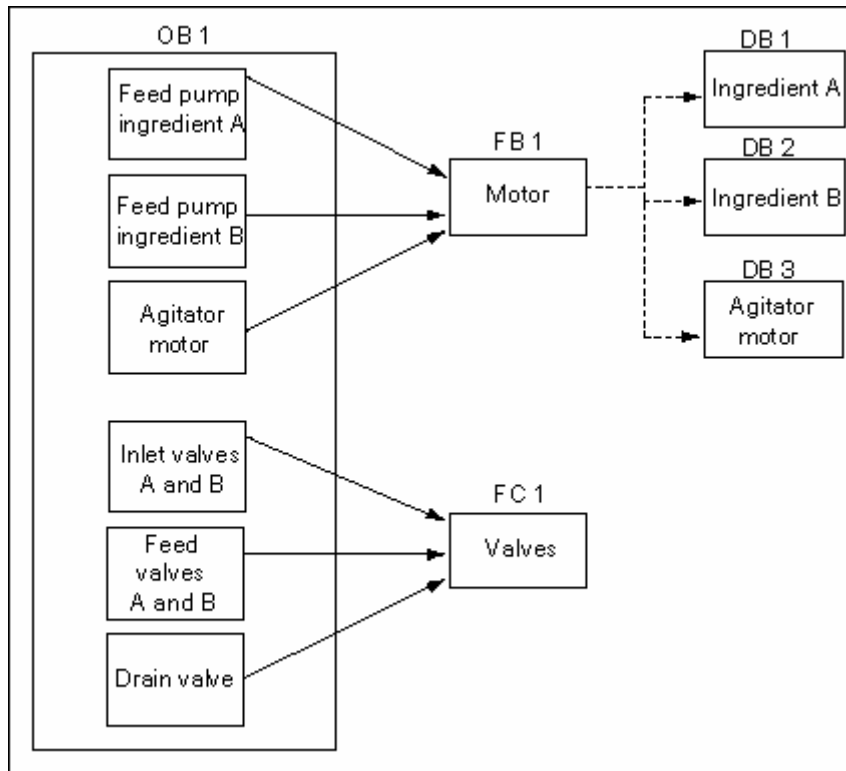 OB 1
Feed pump
ingredient A
Feed pump
ingredient B
Agitator
motor
Inlet valves
A and B
Feed
valves
A and B
Drain valve
FB 1
Motor
FC 1
Valves
DB 1
Ingredient A
DB 2
Ingredient B
DB 3
Agitator
motor